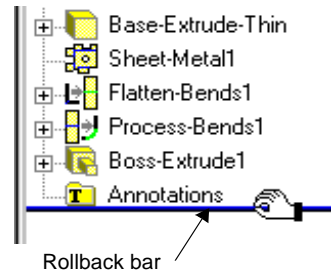 Base-Extrude-Thin
Sheet-Metal1
Flatten-Bends1
Process-Bends1
Boss-Extrude1
T Annotations
Rollback bar